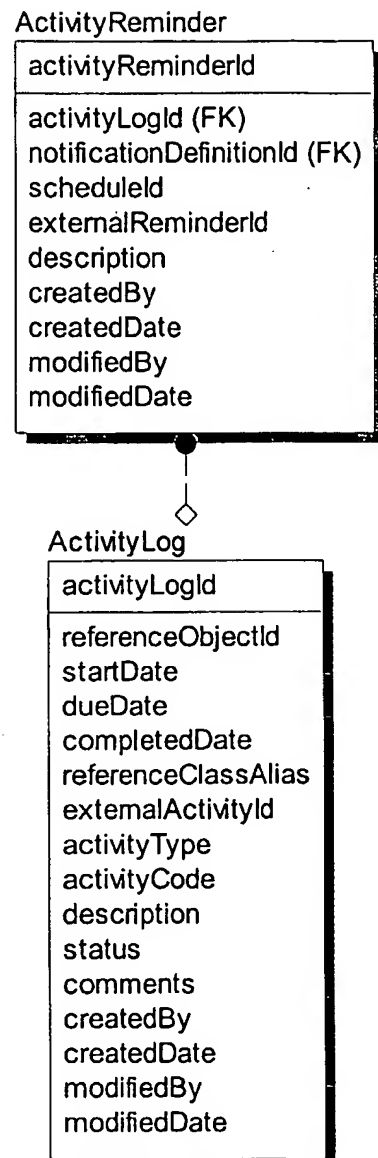 ActivityReminder
activityReminderId
activityLogId (FK)
notificationDefinitionId (FK)
scheduleId
externalReminderId
description
createdBy
createdDate
modifiedBy
modifiedDate
ActivityLog
activityLogId
referenceObjectId
startDate
dueDate
completedDate
referenceClassAlias
externalActivityId
activityType
activityCode
description
status
comments
createdBy
createdDate
modifiedBy
modifiedDate